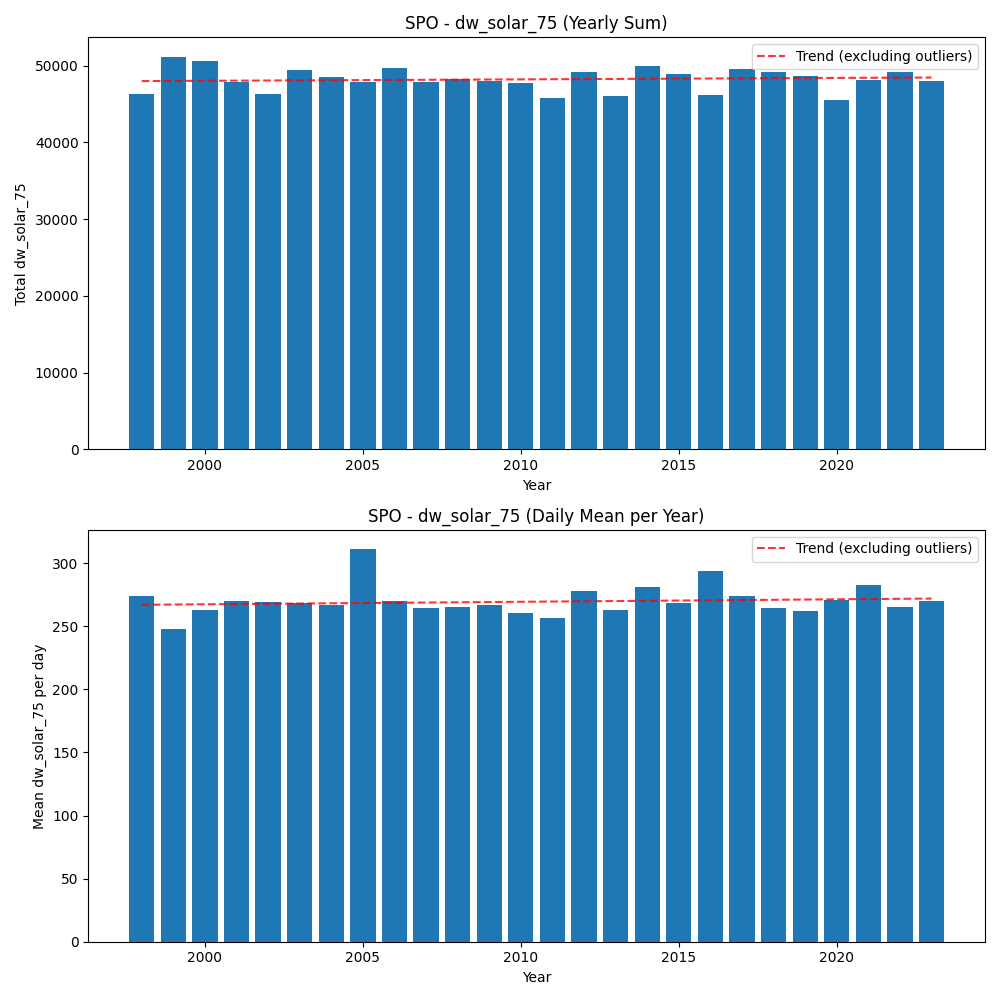 SPO - dw_solar_75 (Yearly Sum)
Trend (excluding outliers)
50000
40000
30000
20000
10000
0
Total dw_solar_75
2000 2005 2010 2015 2020
Year
SPO - dw_solar_75 (Daily Mean per Year)
Trend (excluding outliers)
300
250
200
150
100
50
0
Mean dw_solar_75 per day
2000 2005 2010 2015 2020
Year